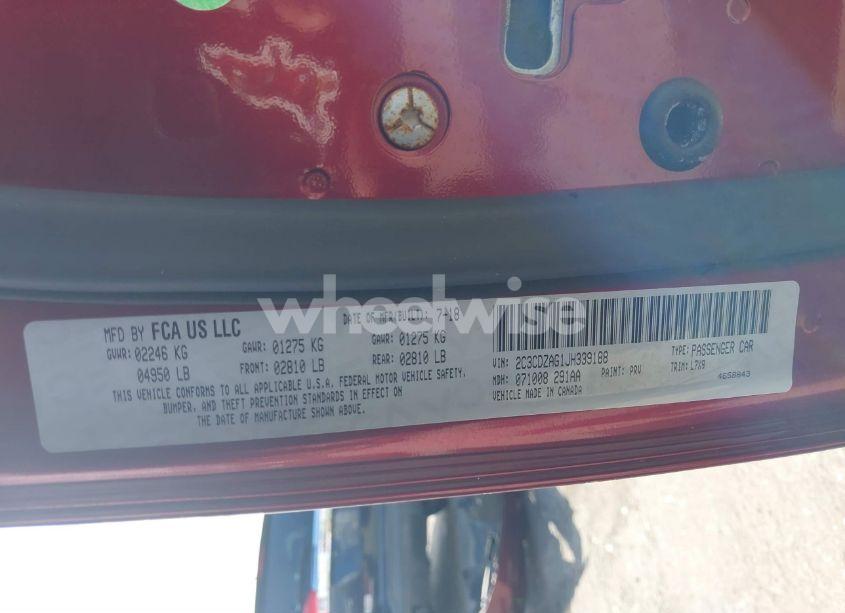 MFD BY FCA US LLC
GVWR: 02246 KG
04950 LB
GAWR: 01275 KG
FRONT: 02810 LB
DATE OF MFR(BUILT): 7-18
GAWR: 01275 KG
REAR: 02810 LB
THIS VEHICLE CONFORMS TO ALL APPLICABLE U.S.A. FEDERAL MOTOR VEHICLE SAFETY,
BUMPER, AND THEFT PREVENTION STANDARDS IN EFFECT ON
THE DATE OF MANUFACTURE SHOWN ABOVE.
VIN: 2C3CDZAG1JH339168
TYPE: PASSENGER CAR
MDH: 071008 291AA
PAINT: PRV
TRIM: L7X9
VEHICLE MADE IN CANADA
4658843
wheelwise